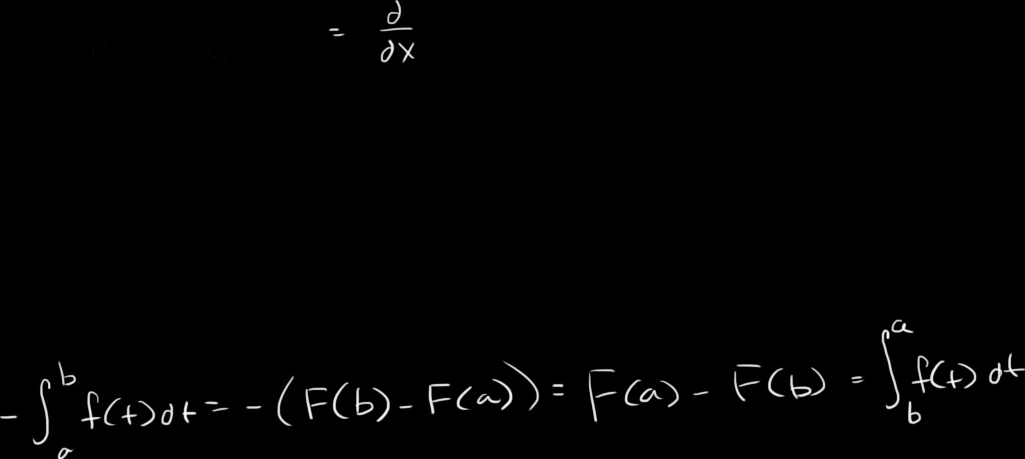 = ∂/∂x
-∫_a^b f(t)dt = -(F(b)-F(a)) = F(a) - F(b) = ∫_b^a f(t) dt